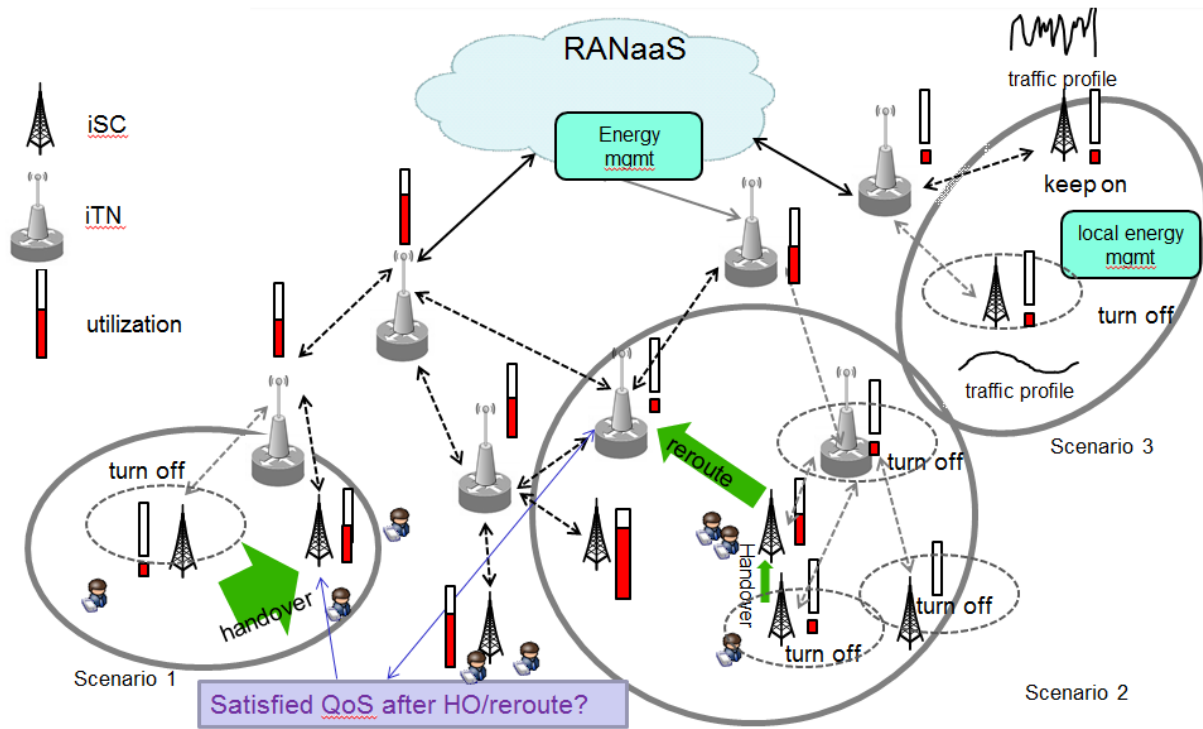 RANaaS
Energy
mgmt
traffic profile
iSC
keep on
iTN
local energy
mgmt
utilization
turn off
traffic profile
Scenario 3
reroute
turn off
turn off
Handover
turn off
turn off
handover
Scenario 1
Scenario 2
Satisfied QoS after HO/reroute?